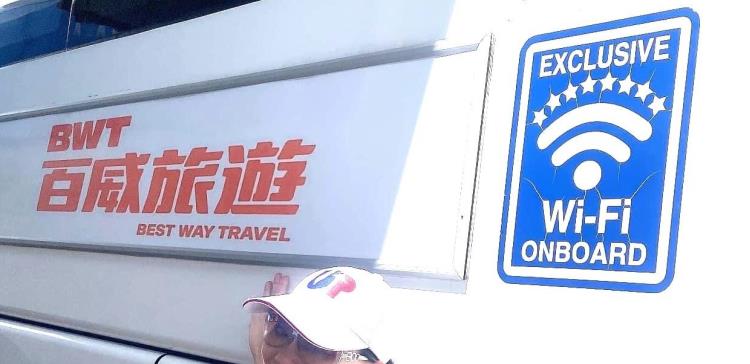 BWT
百威旅遊
BEST WAY TRAVEL
EXCLUSIVE
Wi-Fi
ONBOARD